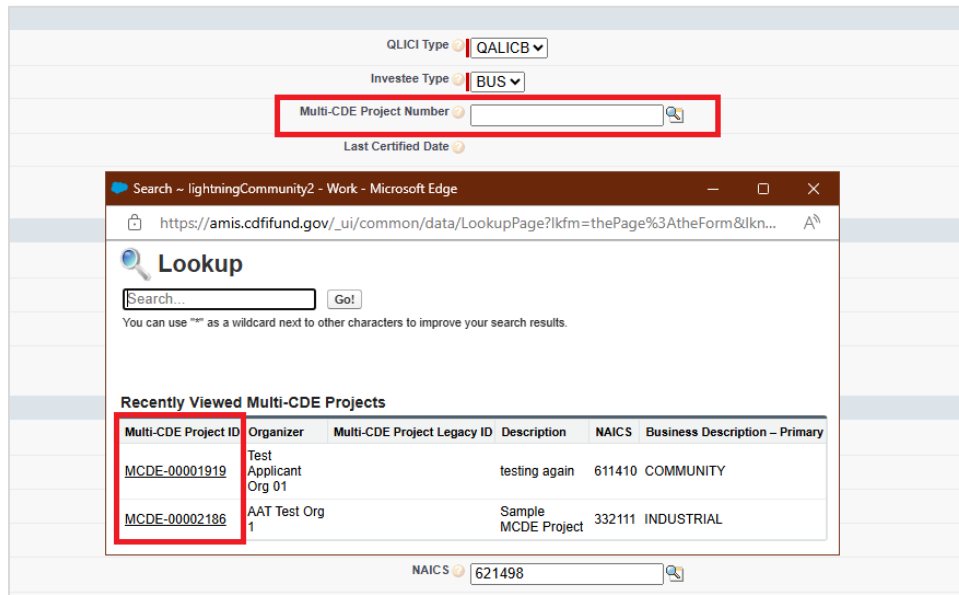 QLICI Type QALICB
Investee Type BUS
Multi-CDE Project Number
Last Certified Date
Search ~ lightningCommunity2 - Work - Microsoft Edge
https://amis.cdfifund.gov/_ui/common/data/LookupPage?lkfm=thePage%3AtheForm&lkn...
Lookup
Search... Go!
You can use "*" as a wildcard next to other characters to improve your search results.
Recently Viewed Multi-CDE Projects
Multi-CDE Project ID Organizer Multi-CDE Project Legacy ID Description NAICS Business Description – Primary
MCDE-00001919 Test Applicant Org 01 testing again 611410 COMMUNITY
MCDE-00002186 AAT Test Org 1 Sample MCDE Project 332111 INDUSTRIAL
NAICS 621498